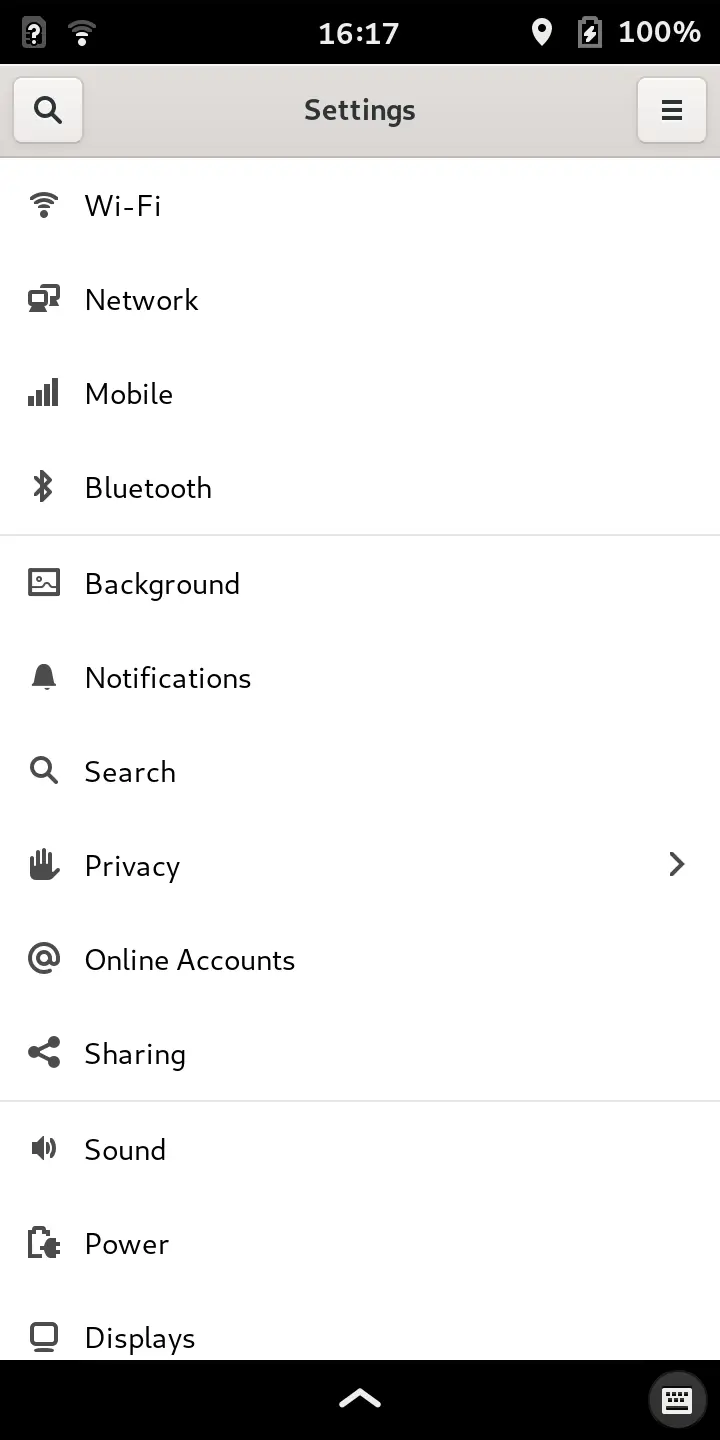 16:17
100%
Settings
Wi-Fi
Network
Mobile
Bluetooth
Background
Notifications
Search
Privacy
Online Accounts
Sharing
Sound
Power
Displays